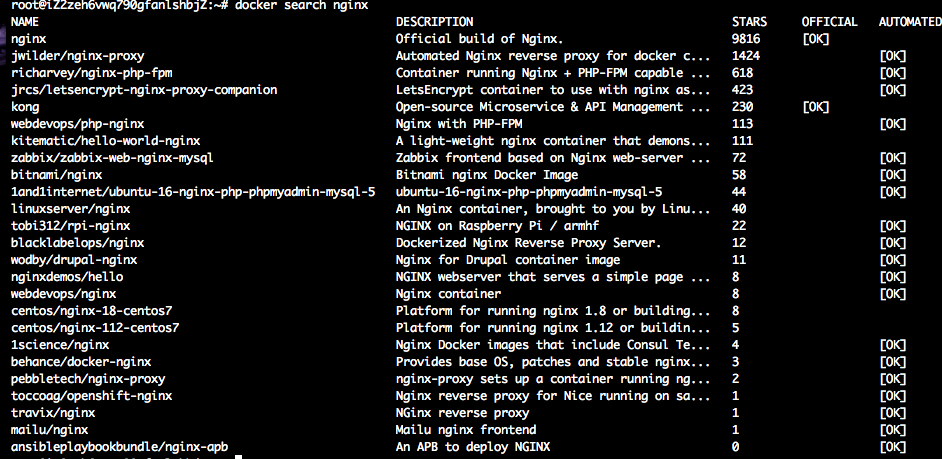 root@iZ2zeh6vwq790gfanlshbjZ:~# docker search nginx
NAME DESCRIPTION STARS OFFICIAL AUTOMATED
nginx Official build of Nginx. 9816 [OK]
jwilder/nginx-proxy Automated Nginx reverse proxy for docker c... 1424 [OK]
richarvey/nginx-php-fpm Container running Nginx + PHP-FPM capable ... 618 [OK]
jrcs/letsencrypt-nginx-proxy-companion LetsEncrypt container to use with nginx as... 423 [OK]
kong Open-source Microservice & API Management ... 230 [OK]
webdevops/php-nginx Nginx with PHP-FPM 113 [OK]
kitematic/hello-world-nginx A light-weight nginx container that demons... 111
zabbix/zabbix-web-nginx-mysql Zabbix frontend based on Nginx web-server ... 72 [OK]
bitnami/nginx Bitnami nginx Docker Image 58 [OK]
1and1internet/ubuntu-16-nginx-php-phpmyadmin-mysql-5 ubuntu-16-nginx-php-phpmyadmin-mysql-5 44 [OK]
linuxserver/nginx An Nginx container, brought to you by Linu... 40
tobi312/rpi-nginx NGINX on Raspberry Pi / armhf 22 [OK]
blacklabelops/nginx Dockerized Nginx Reverse Proxy Server. 12 [OK]
wodby/drupal-nginx Nginx for Drupal container image 11 [OK]
nginxdemos/hello NGINX webserver that serves a simple page ... 8 [OK]
webdevops/nginx Nginx container 8 [OK]
centos/nginx-18-centos7 Platform for running nginx 1.8 or building... 8
centos/nginx-112-centos7 Platform for running nginx 1.12 or buildin... 5
1science/nginx Nginx Docker images that include Consul Te... 4 [OK]
behance/docker-nginx Provides base OS, patches and stable nginx... 3 [OK]
pebbletech/nginx-proxy nginx-proxy sets up a container running ng... 2 [OK]
toccoag/openshift-nginx Nginx reverse proxy for Nice running on sa... 1 [OK]
travix/nginx NGinx reverse proxy 1 [OK]
mailu/nginx Mailu nginx frontend 1 [OK]
ansibleplaybookbundle/nginx-apb An APB to deploy NGINX 0 [OK]